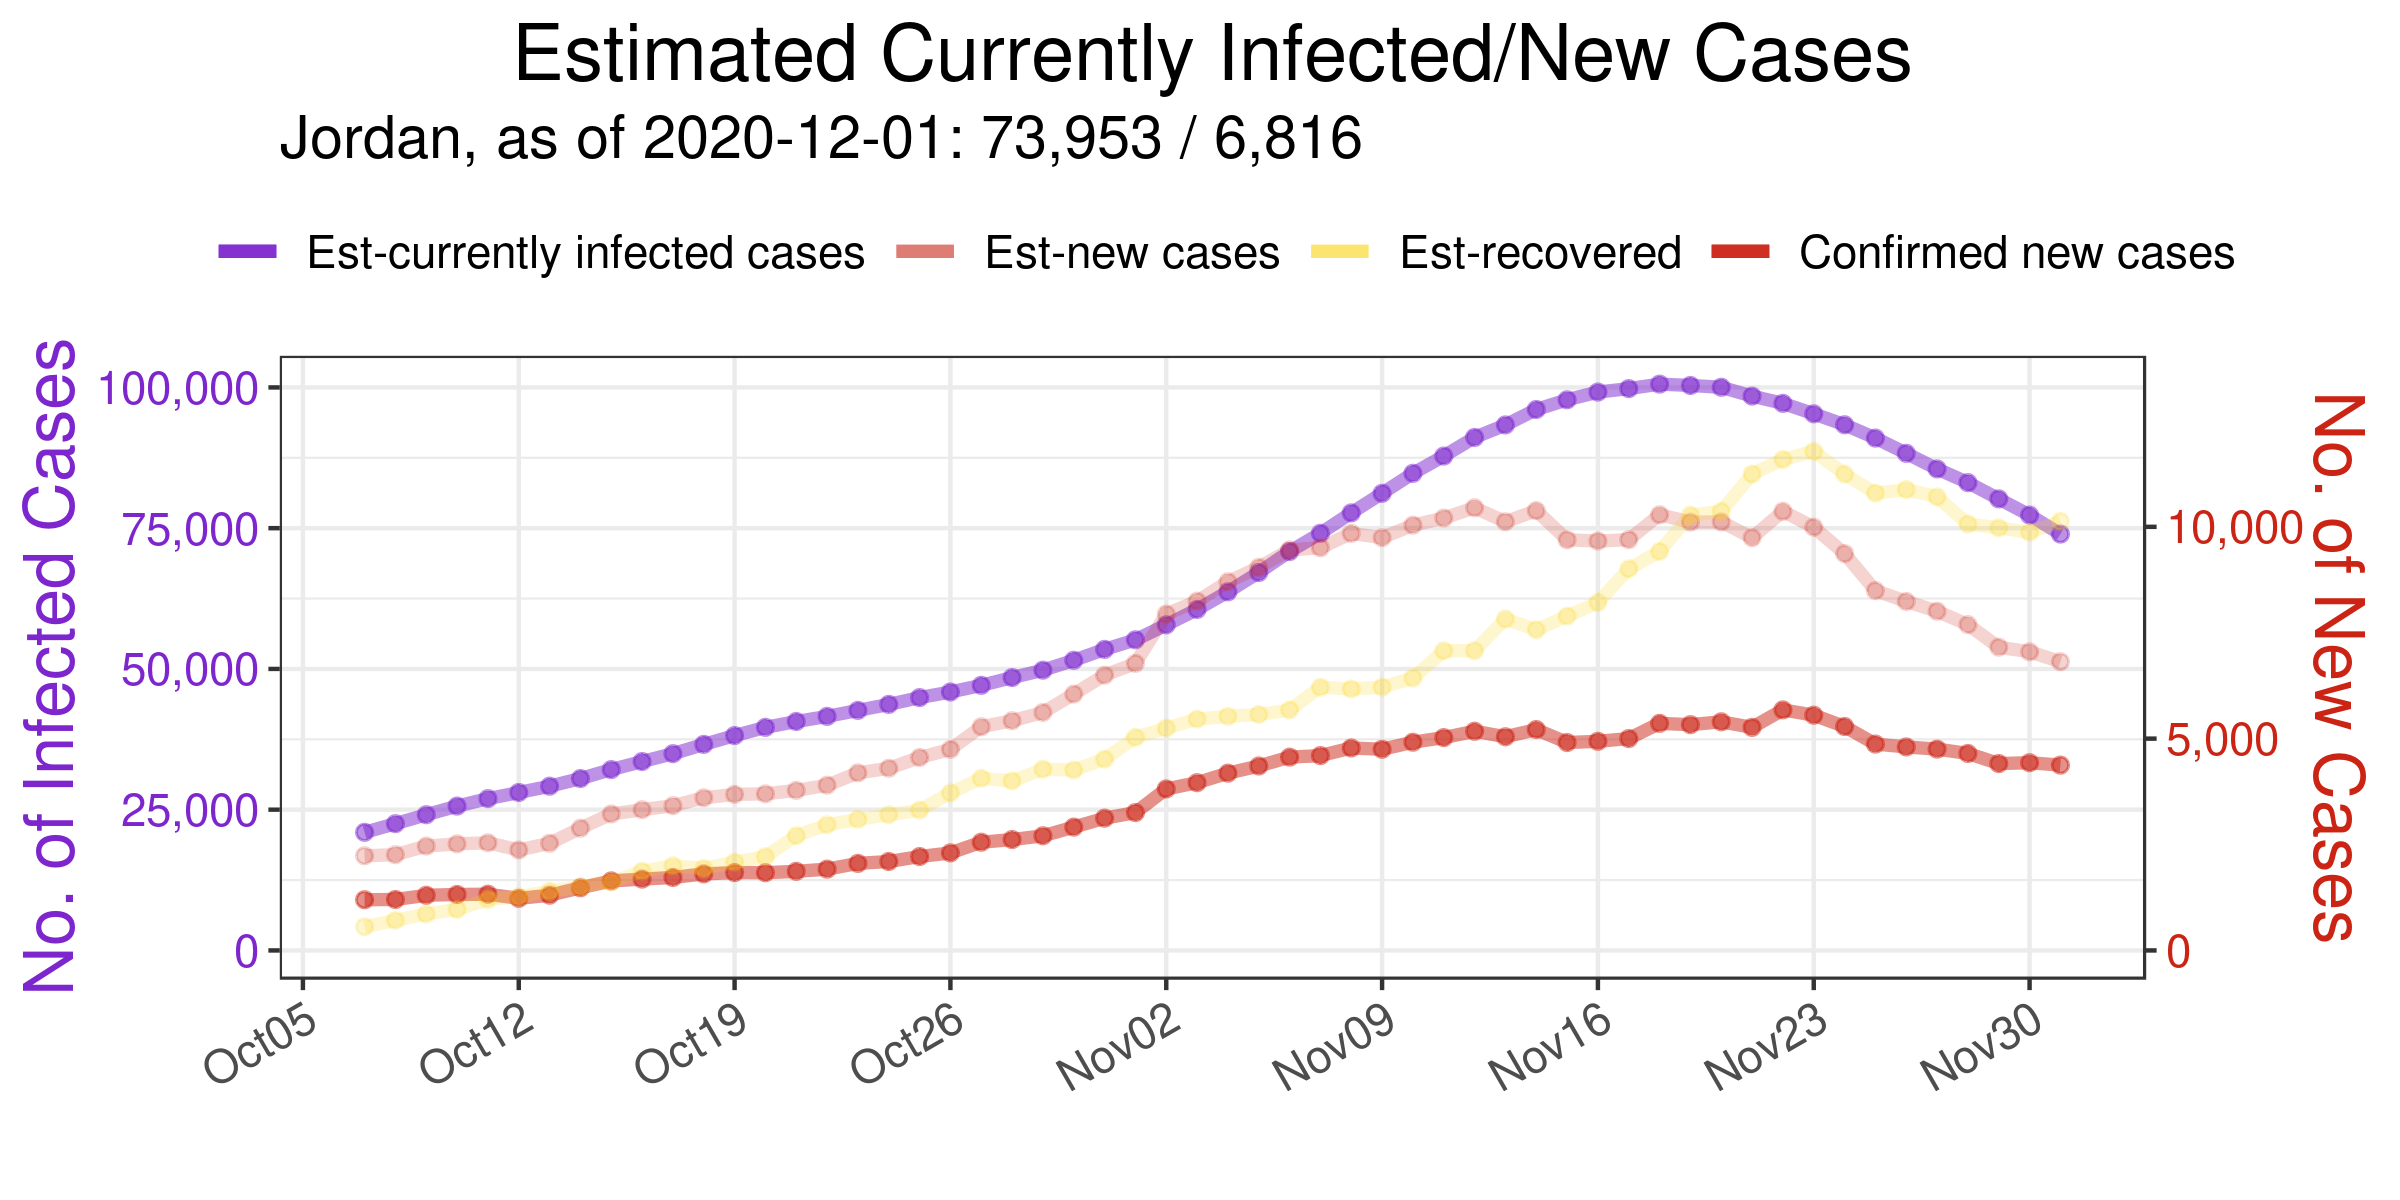 Estimated Currently Infected/New Cases
Jordan, as of 2020-12-01: 73,953 / 6,816
Est-currently infected cases Est-new cases Est-recovered Confirmed new cases
No. of Infected Cases
100,000
75,000
50,000
25,000
0
10,000
5,000
0
No. of New Cases
Oct05 Oct12 Oct19 Oct26 Nov02 Nov09 Nov16 Nov23 Nov30